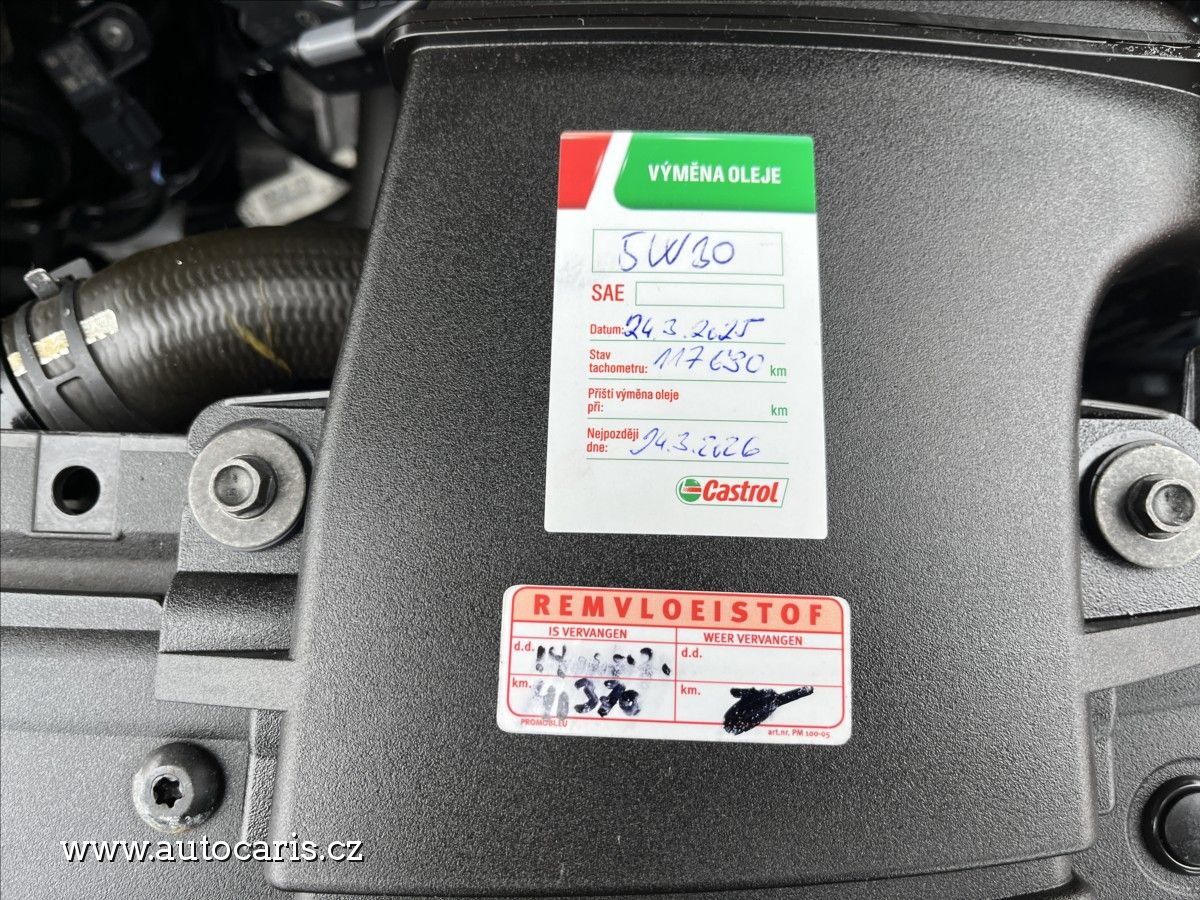 VÝMĚNA OLEJE
5W30
SAE
Datum: 24.3.2025
Stav tachometru: 117630 km
Příští výměna oleje při: km
Nejpozději dne: 24.3.2026
Castrol
REMVLOEISTOF
IS VERVANGEN
WEER VERVANGEN
d.d.
d.d.
km.
km.
PROMOBI.EU
art.nr. PM 100-05
www.autocaris.cz